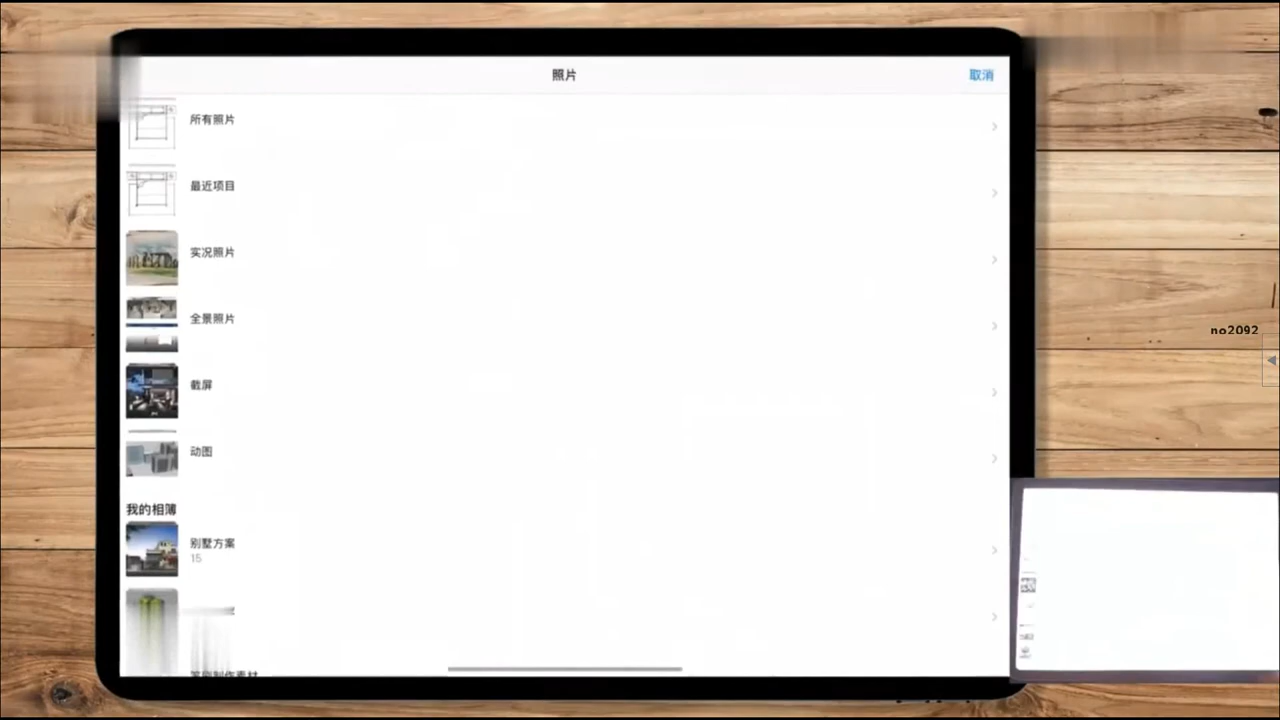 照片
取消
所有照片
最近项目
实况照片
全景照片
截屏
动图
我的相薄
别墅方案
15
no2092